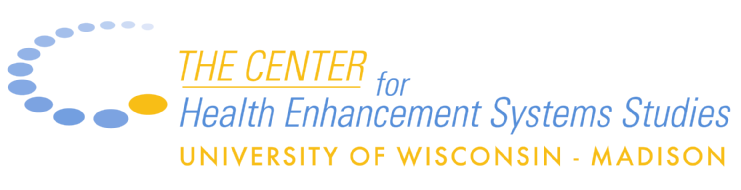 THE CENTER for
Health Enhancement Systems Studies
UNIVERSITY OF WISCONSIN - MADISON